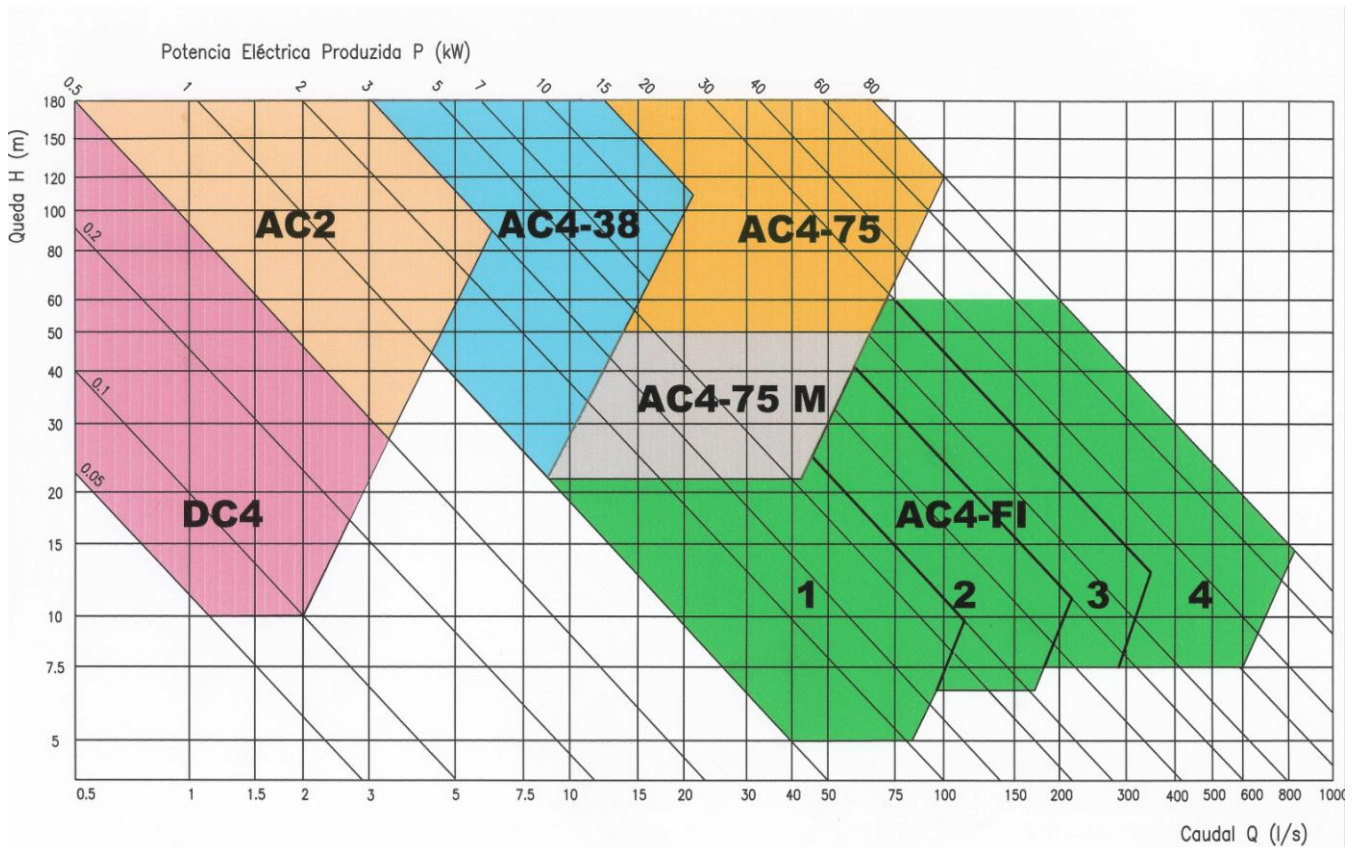 Potencia Eléctrica Produzida P (kW)
0.5 1 2 3 5 7 10 15 20 30 40 60 80
Queda H (m)
180
150
120
100
80
60
50
40
30
20
15
10
7.5
5
0.2
0.1
0.05
AC2
AC4-38
AC4-75
AC4-75 M
DC4
AC4-FI
1
2
3
4
0.5 1 1.5 2 3 5 7.5 10 15 20 30 40 50 75 100 150 200 300 400 500 600 800 1000
Caudal Q (l/s)